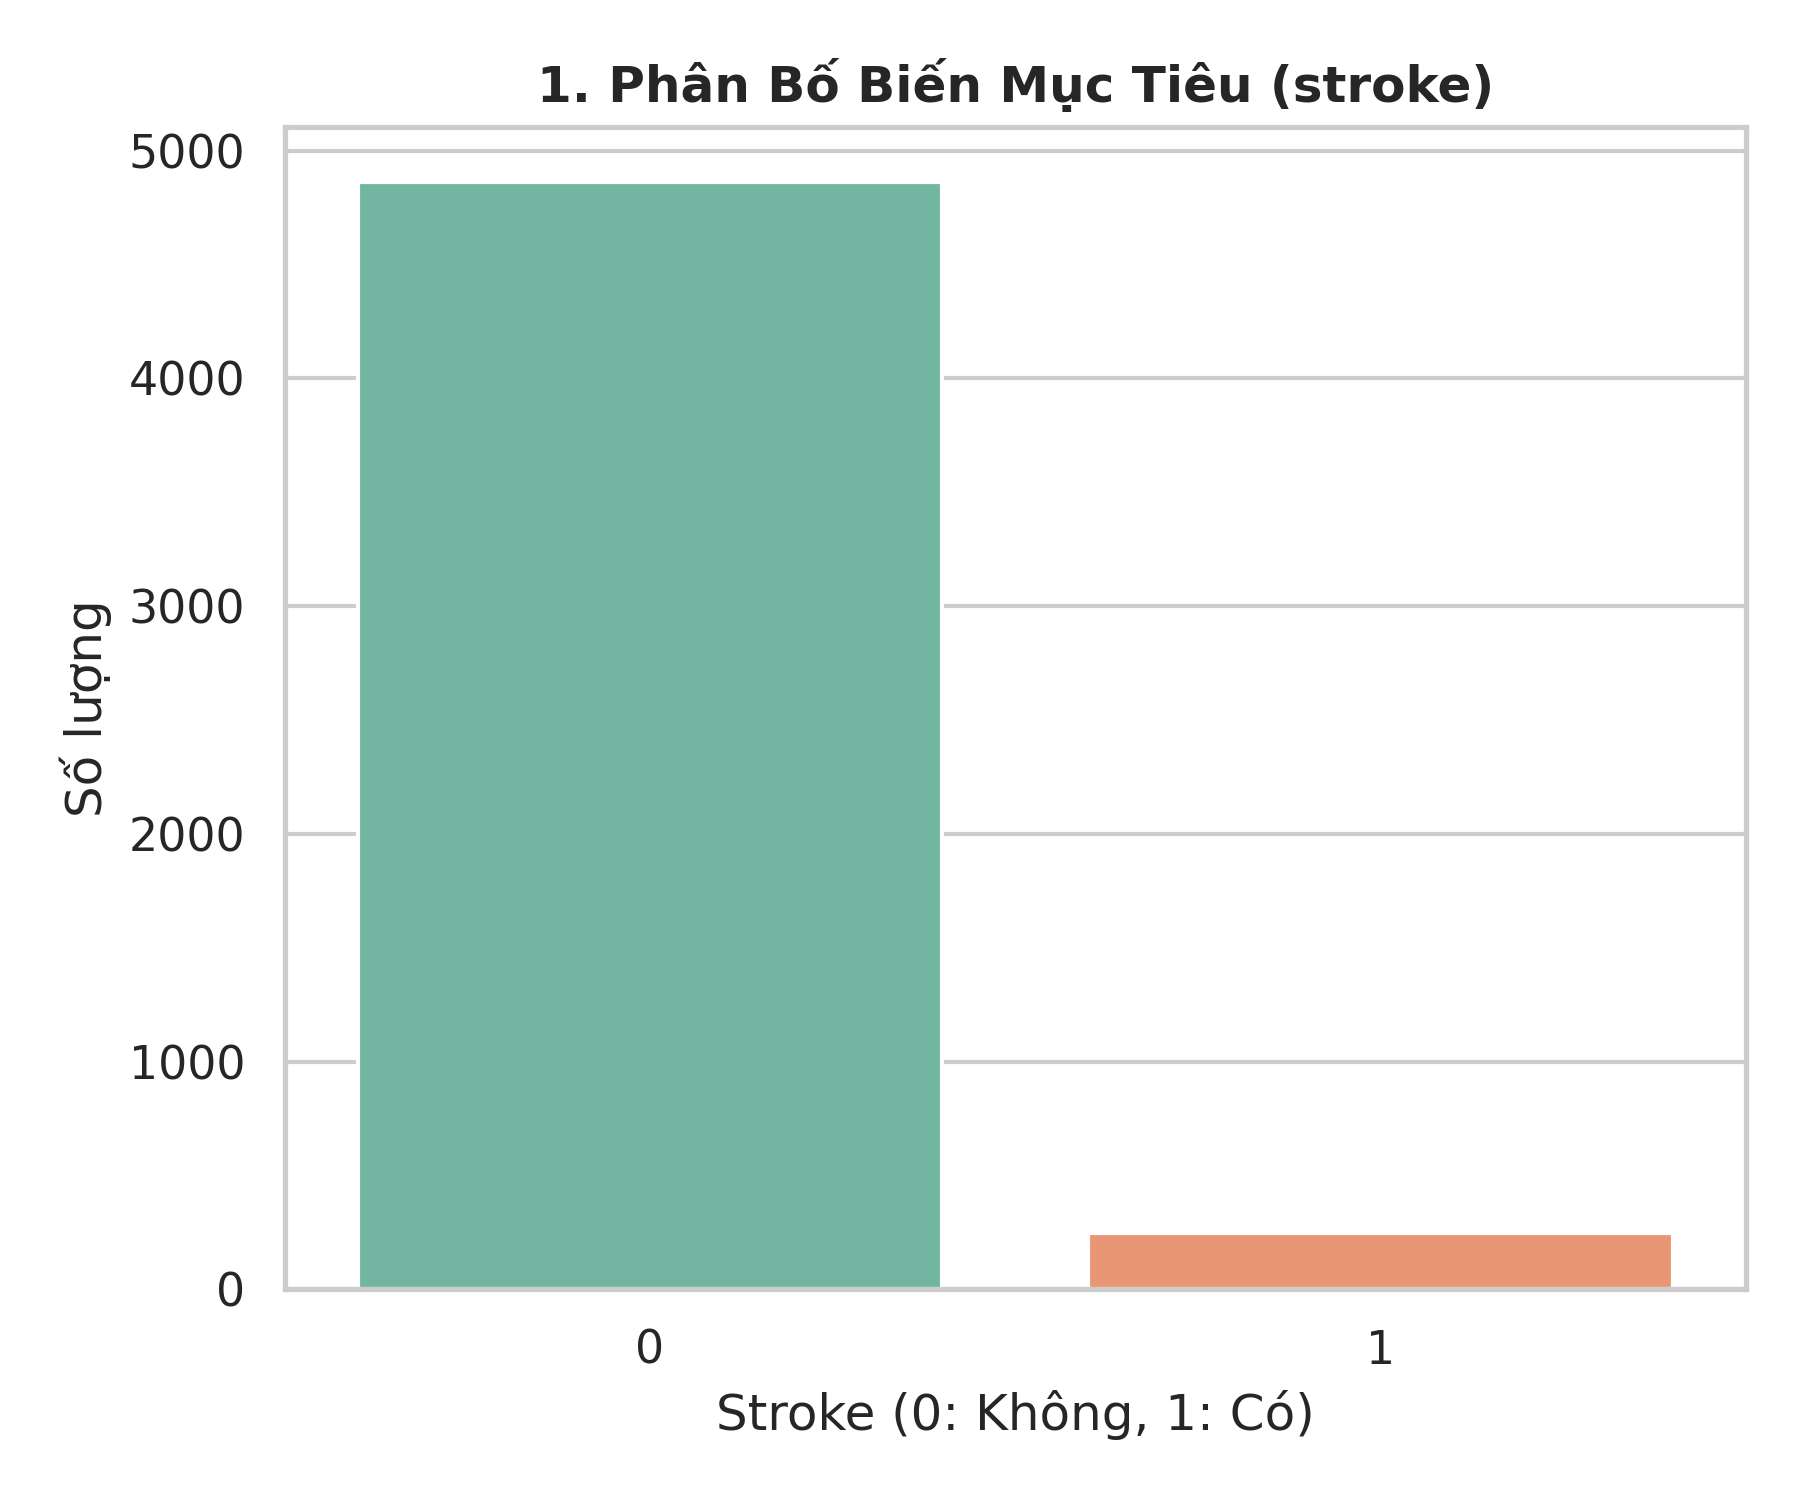 1. Phân Bố Biến Mục Tiêu (stroke)
5000
4000
3000
2000
1000
0
Số lượng
0
1
Stroke (0: Không, 1: Có)